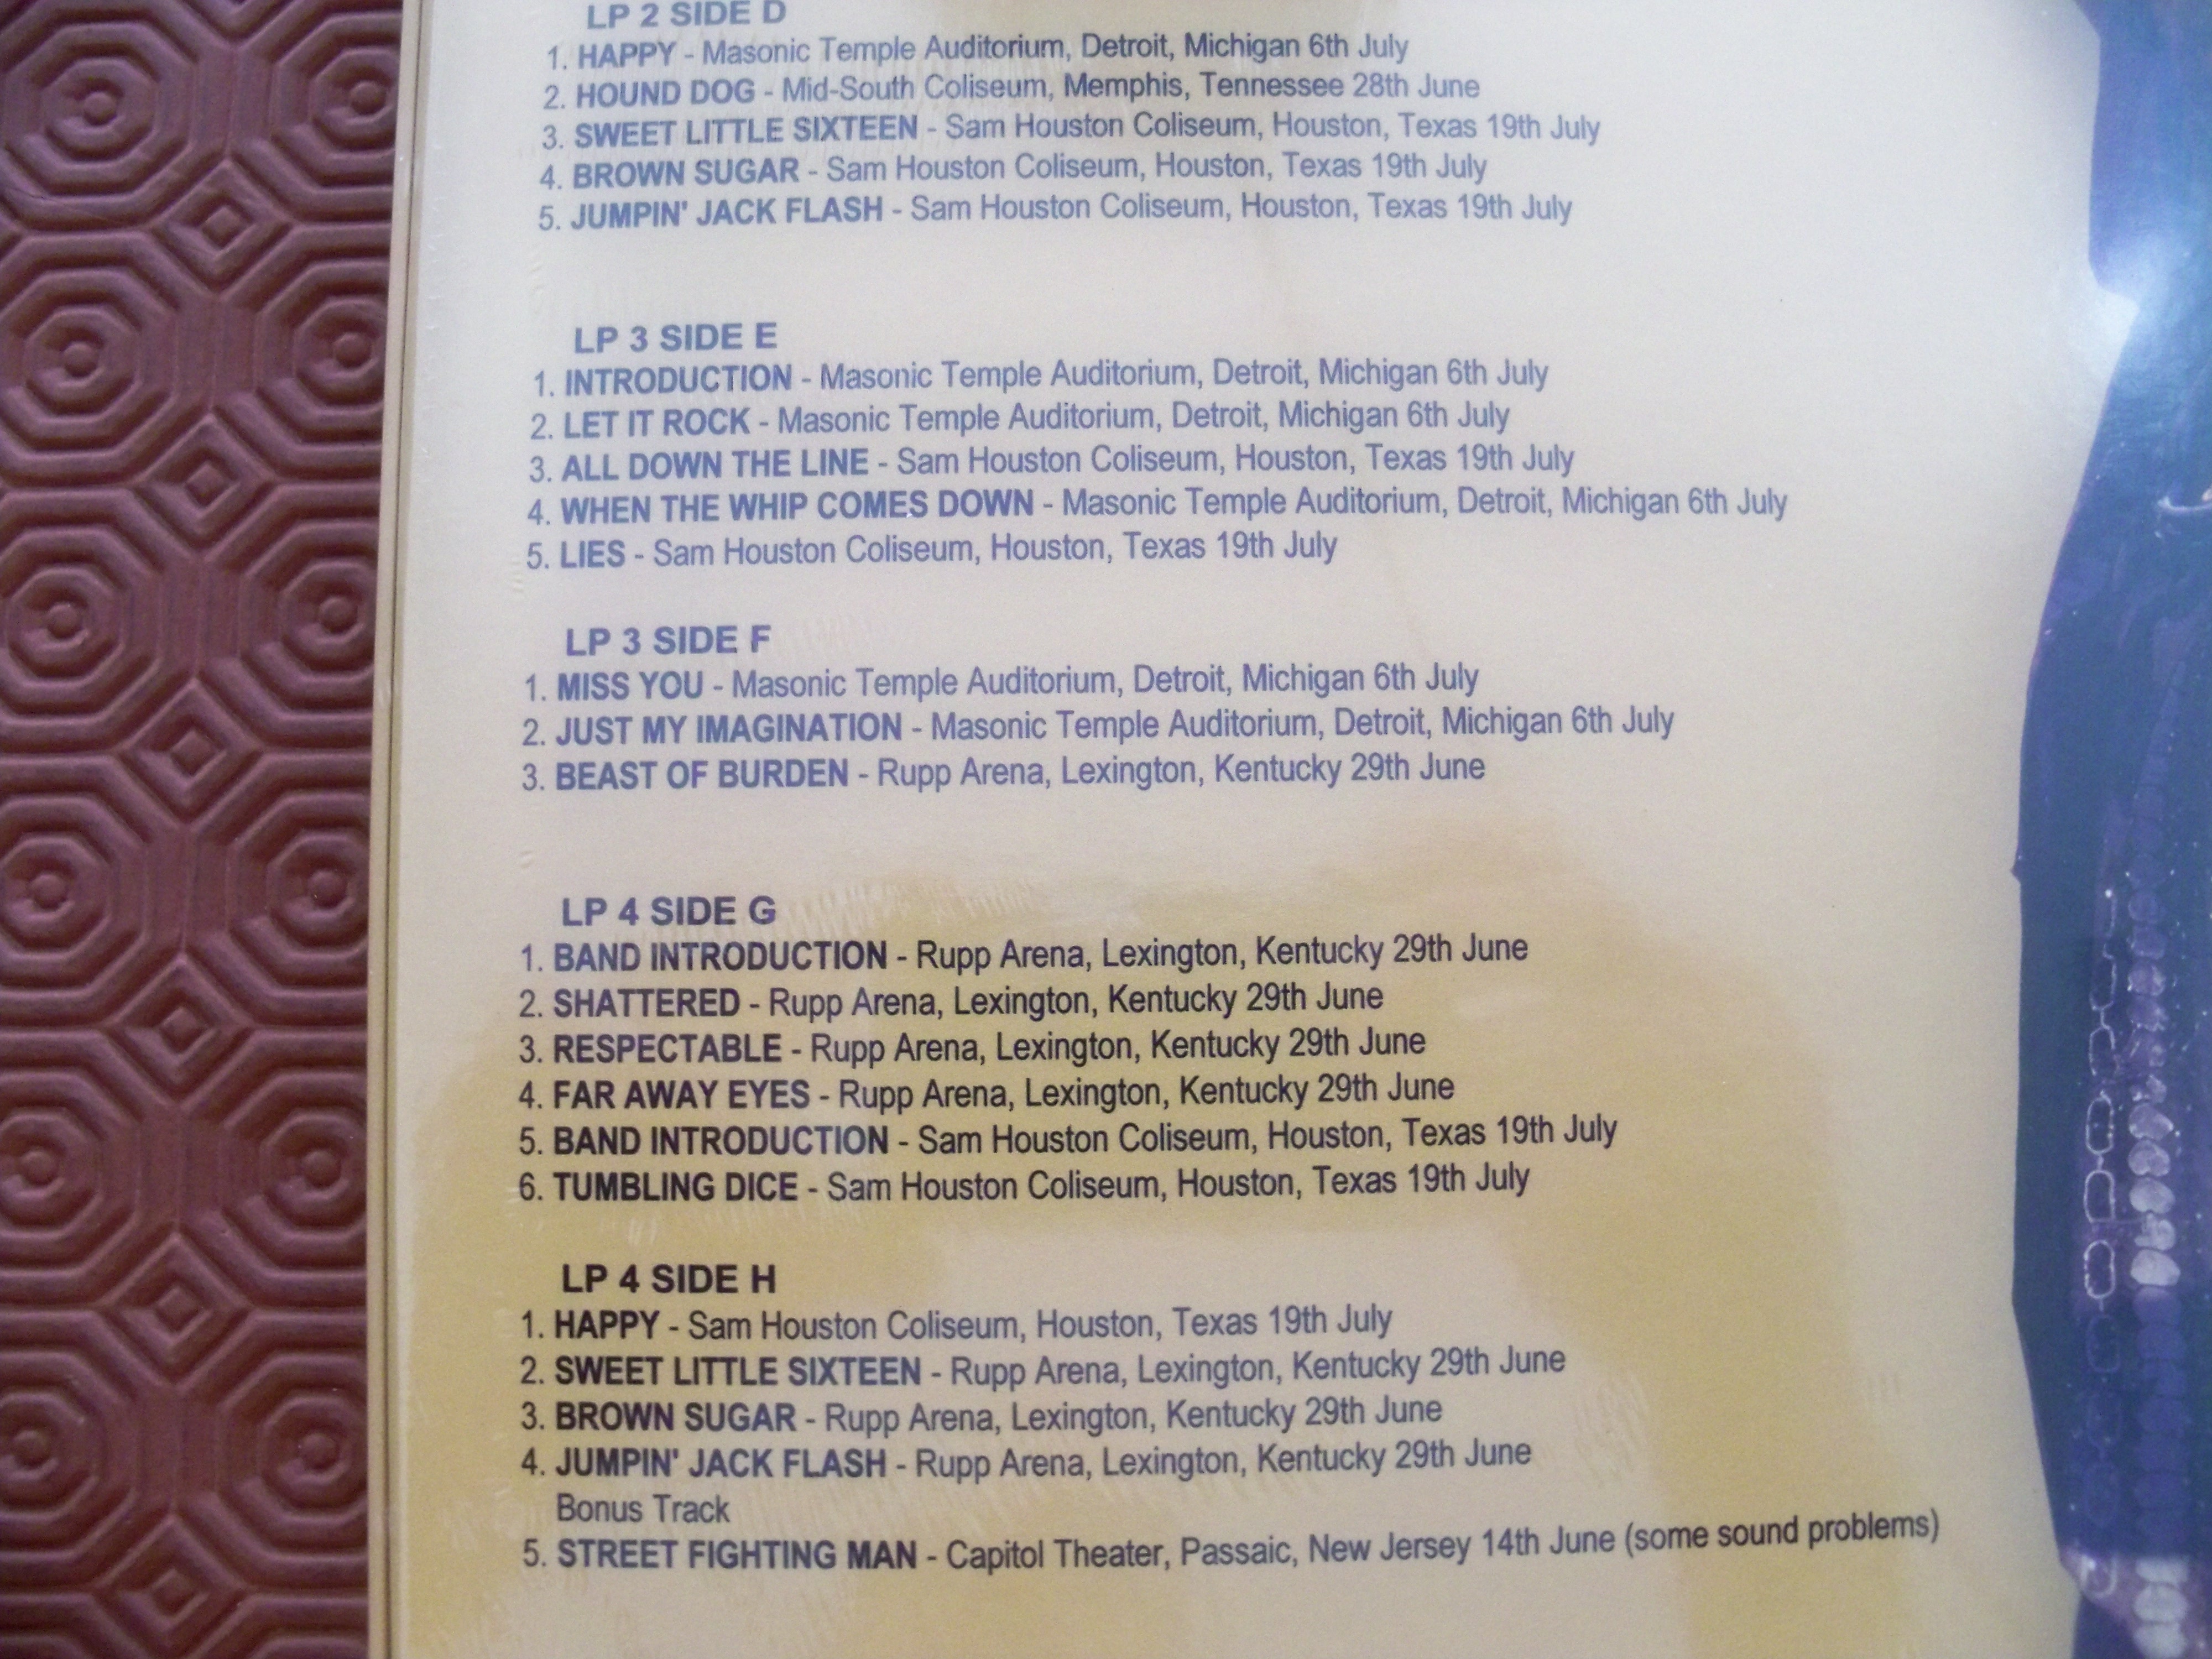 LP 2 SIDE D
1. HAPPY - Masonic Temple Auditorium, Detroit, Michigan 6th July
2. HOUND DOG - Mid-South Coliseum, Memphis, Tennessee 28th June
3. SWEET LITTLE SIXTEEN - Sam Houston Coliseum, Houston, Texas 19th July
4. BROWN SUGAR - Sam Houston Coliseum, Houston, Texas 19th July
5. JUMPIN' JACK FLASH - Sam Houston Coliseum, Houston, Texas 19th July
LP 3 SIDE E
1. INTRODUCTION - Masonic Temple Auditorium, Detroit, Michigan 6th July
2. LET IT ROCK - Masonic Temple Auditorium, Detroit, Michigan 6th July
3. ALL DOWN THE LINE - Sam Houston Coliseum, Houston, Texas 19th July
4. WHEN THE WHIP COMES DOWN - Masonic Temple Auditorium, Detroit, Michigan 6th July
5. LIES - Sam Houston Coliseum, Houston, Texas 19th July
LP 3 SIDE F
1. MISS YOU - Masonic Temple Auditorium, Detroit, Michigan 6th July
2. JUST MY IMAGINATION - Masonic Temple Auditorium, Detroit, Michigan 6th July
3. BEAST OF BURDEN - Rupp Arena, Lexington, Kentucky 29th June
LP 4 SIDE G
1. BAND INTRODUCTION - Rupp Arena, Lexington, Kentucky 29th June
2. SHATTERED - Rupp Arena, Lexington, Kentucky 29th June
3. RESPECTABLE - Rupp Arena, Lexington, Kentucky 29th June
4. FAR AWAY EYES - Rupp Arena, Lexington, Kentucky 29th June
5. BAND INTRODUCTION - Sam Houston Coliseum, Houston, Texas 19th July
6. TUMBLING DICE - Sam Houston Coliseum, Houston, Texas 19th July
LP 4 SIDE H
1. HAPPY - Sam Houston Coliseum, Houston, Texas 19th July
2. SWEET LITTLE SIXTEEN - Rupp Arena, Lexington, Kentucky 29th June
3. BROWN SUGAR - Rupp Arena, Lexington, Kentucky 29th June
4. JUMPIN' JACK FLASH - Rupp Arena, Lexington, Kentucky 29th June
Bonus Track
5. STREET FIGHTING MAN - Capitol Theater, Passaic, New Jersey 14th June (some sound problems)